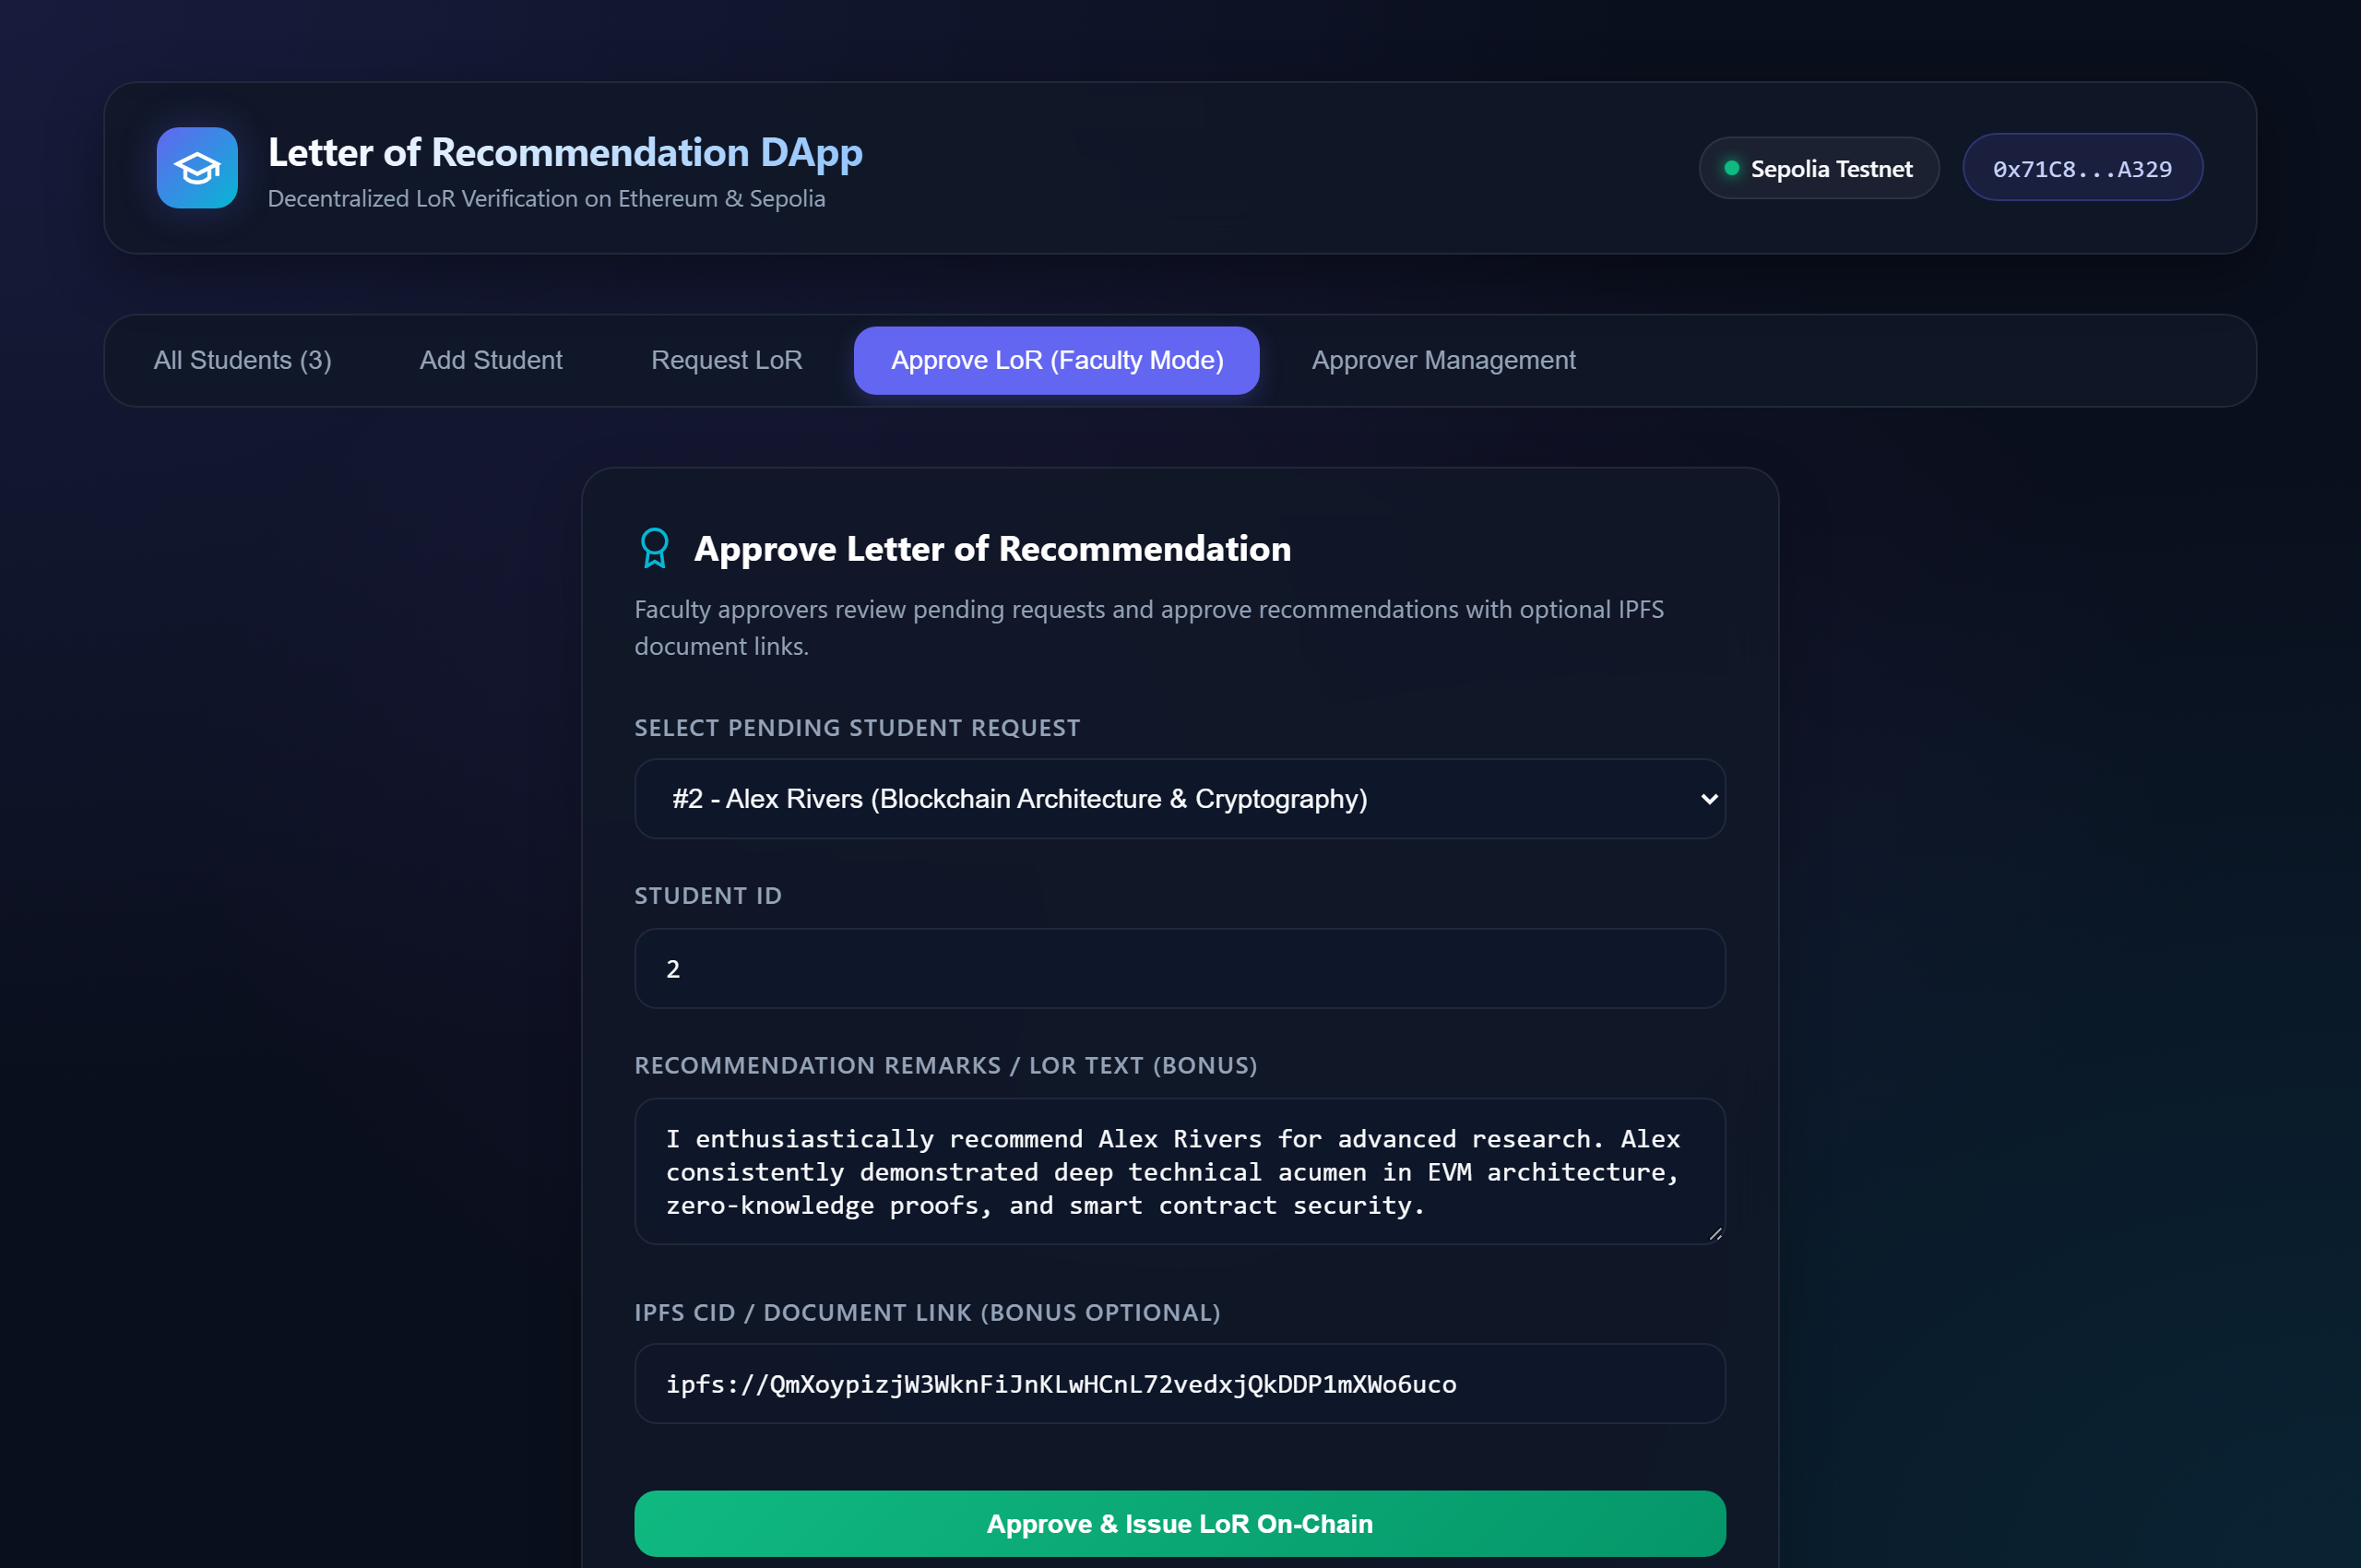 Letter of Recommendation DApp
Decentralized LoR Verification on Ethereum & Sepolia
Sepolia Testnet
0x71C8...A329
All Students (3)
Add Student
Request LoR
Approve LoR (Faculty Mode)
Approver Management
Approve Letter of Recommendation
Faculty approvers review pending requests and approve recommendations with optional IPFS
document links.
SELECT PENDING STUDENT REQUEST
#2 - Alex Rivers (Blockchain Architecture & Cryptography)
STUDENT ID
2
RECOMMENDATION REMARKS / LOR TEXT (BONUS)
I enthusiastically recommend Alex Rivers for advanced research. Alex
consistently demonstrated deep technical acumen in EVM architecture,
zero-knowledge proofs, and smart contract security.
IPFS CID / DOCUMENT LINK (BONUS OPTIONAL)
ipfs://QmXoypizjW3WknFiJnKLwHCnL72vedxjQkDDP1mXWo6uco
Approve & Issue LoR On-Chain